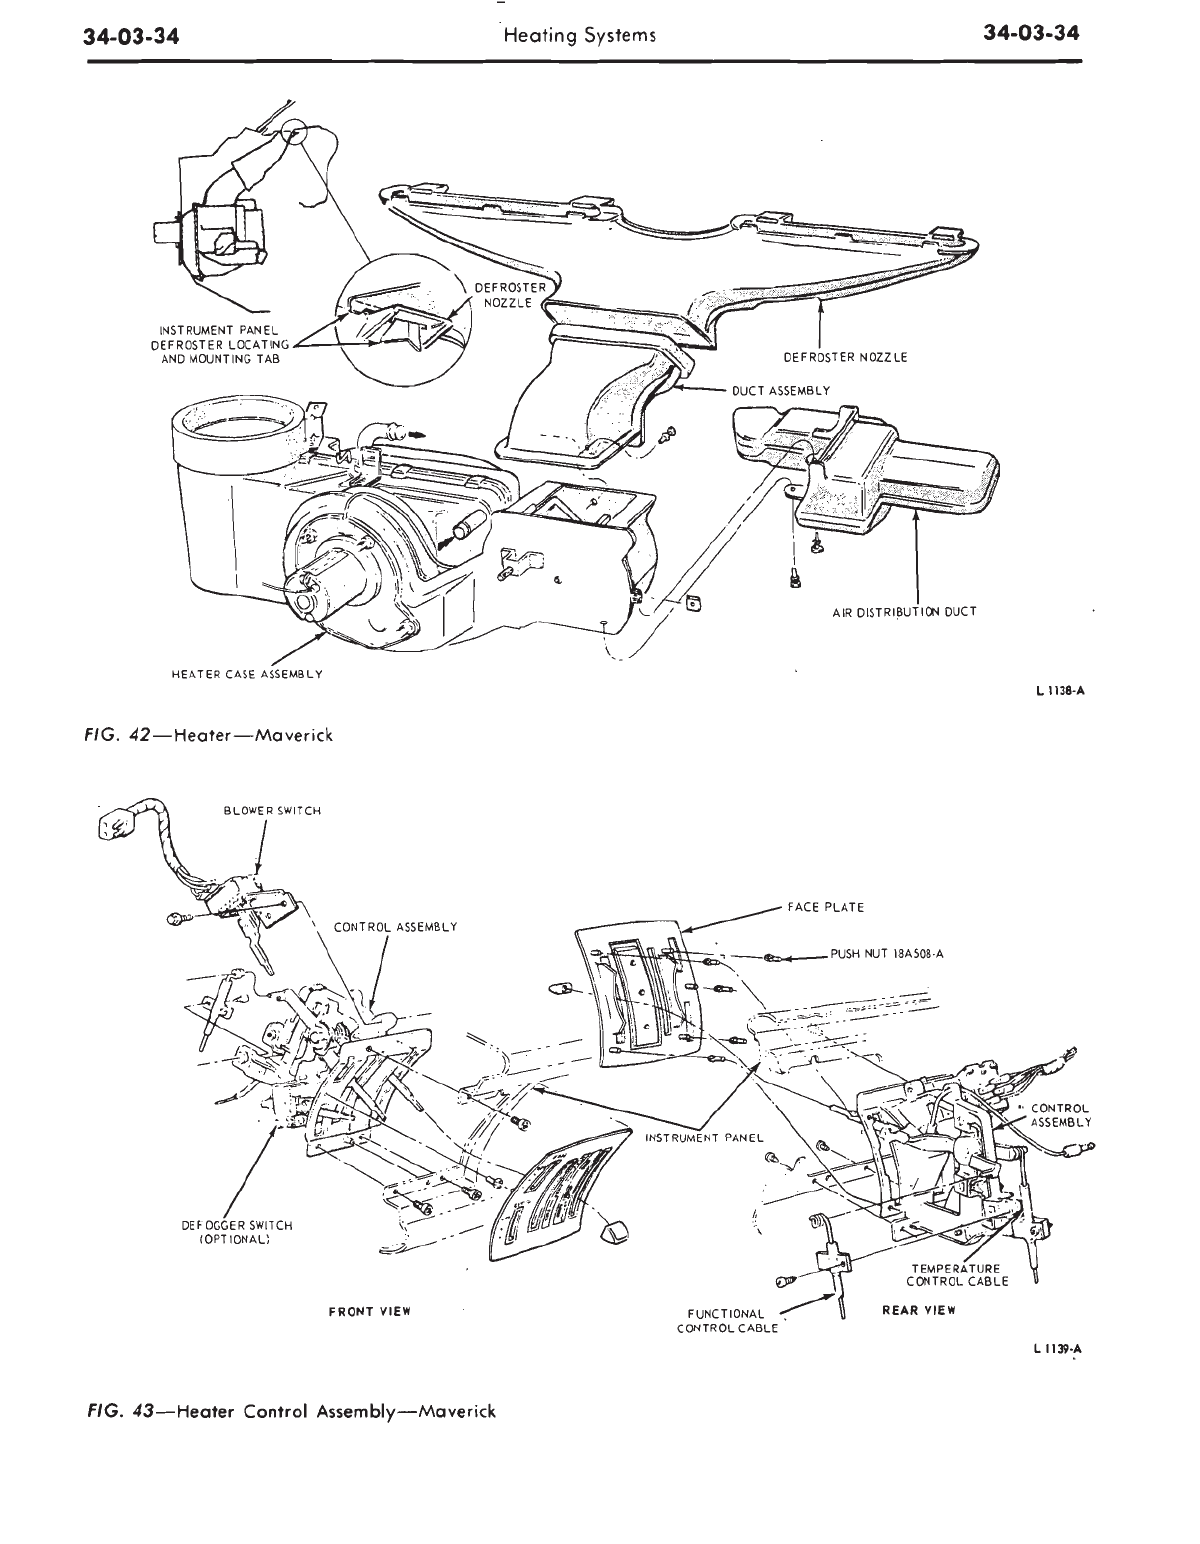 34-03-34
Heating Systems
34-03-34
DEFROSTER
NOZZLE
INSTRUMENT PANEL
DEFROSTER LOCATING
AND MOUNTING TAB
DEFROSTER NOZZLE
DUCT ASSEMBLY
AIR DISTRIBUTION DUCT
HEATER CASE ASSEMBLY
L 1138-A
FIG. 42—Heater—Maverick
BLOWER SWITCH
CONTROL ASSEMBLY
FACE PLATE
PUSH NUT 18A508-A
CONTROL
ASSEMBLY
INSTRUMENT PANEL
DEFOGGER SWITCH
(OPTIONAL)
TEMPERATURE
CONTROL CABLE
FRONT VIEW
FUNCTIONAL
CONTROL CABLE
REAR VIEW
L 1139-A
FIG. 43—Heater Control Assembly—Maverick